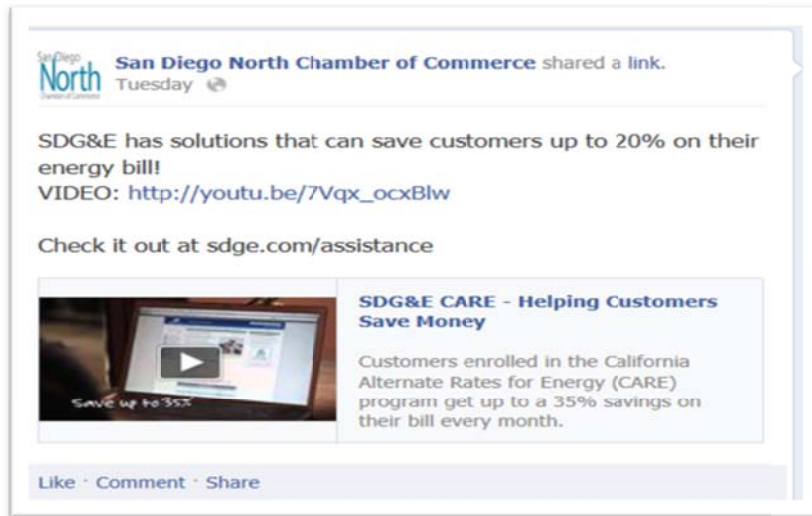 San Diego
North
Chamber of Commerce
San Diego North Chamber of Commerce shared a link.
Tuesday
SDG&E has solutions that can save customers up to 20% on their
energy bill!
VIDEO: http://youtu.be/7Vqx_ocxBlw
Check it out at sdge.com/assistance
Save up to 35%
SDG&E CARE - Helping Customers
Save Money
Customers enrolled in the California
Alternate Rates for Energy (CARE)
program get up to a 35% savings on
their bill every month.
Like · Comment · Share